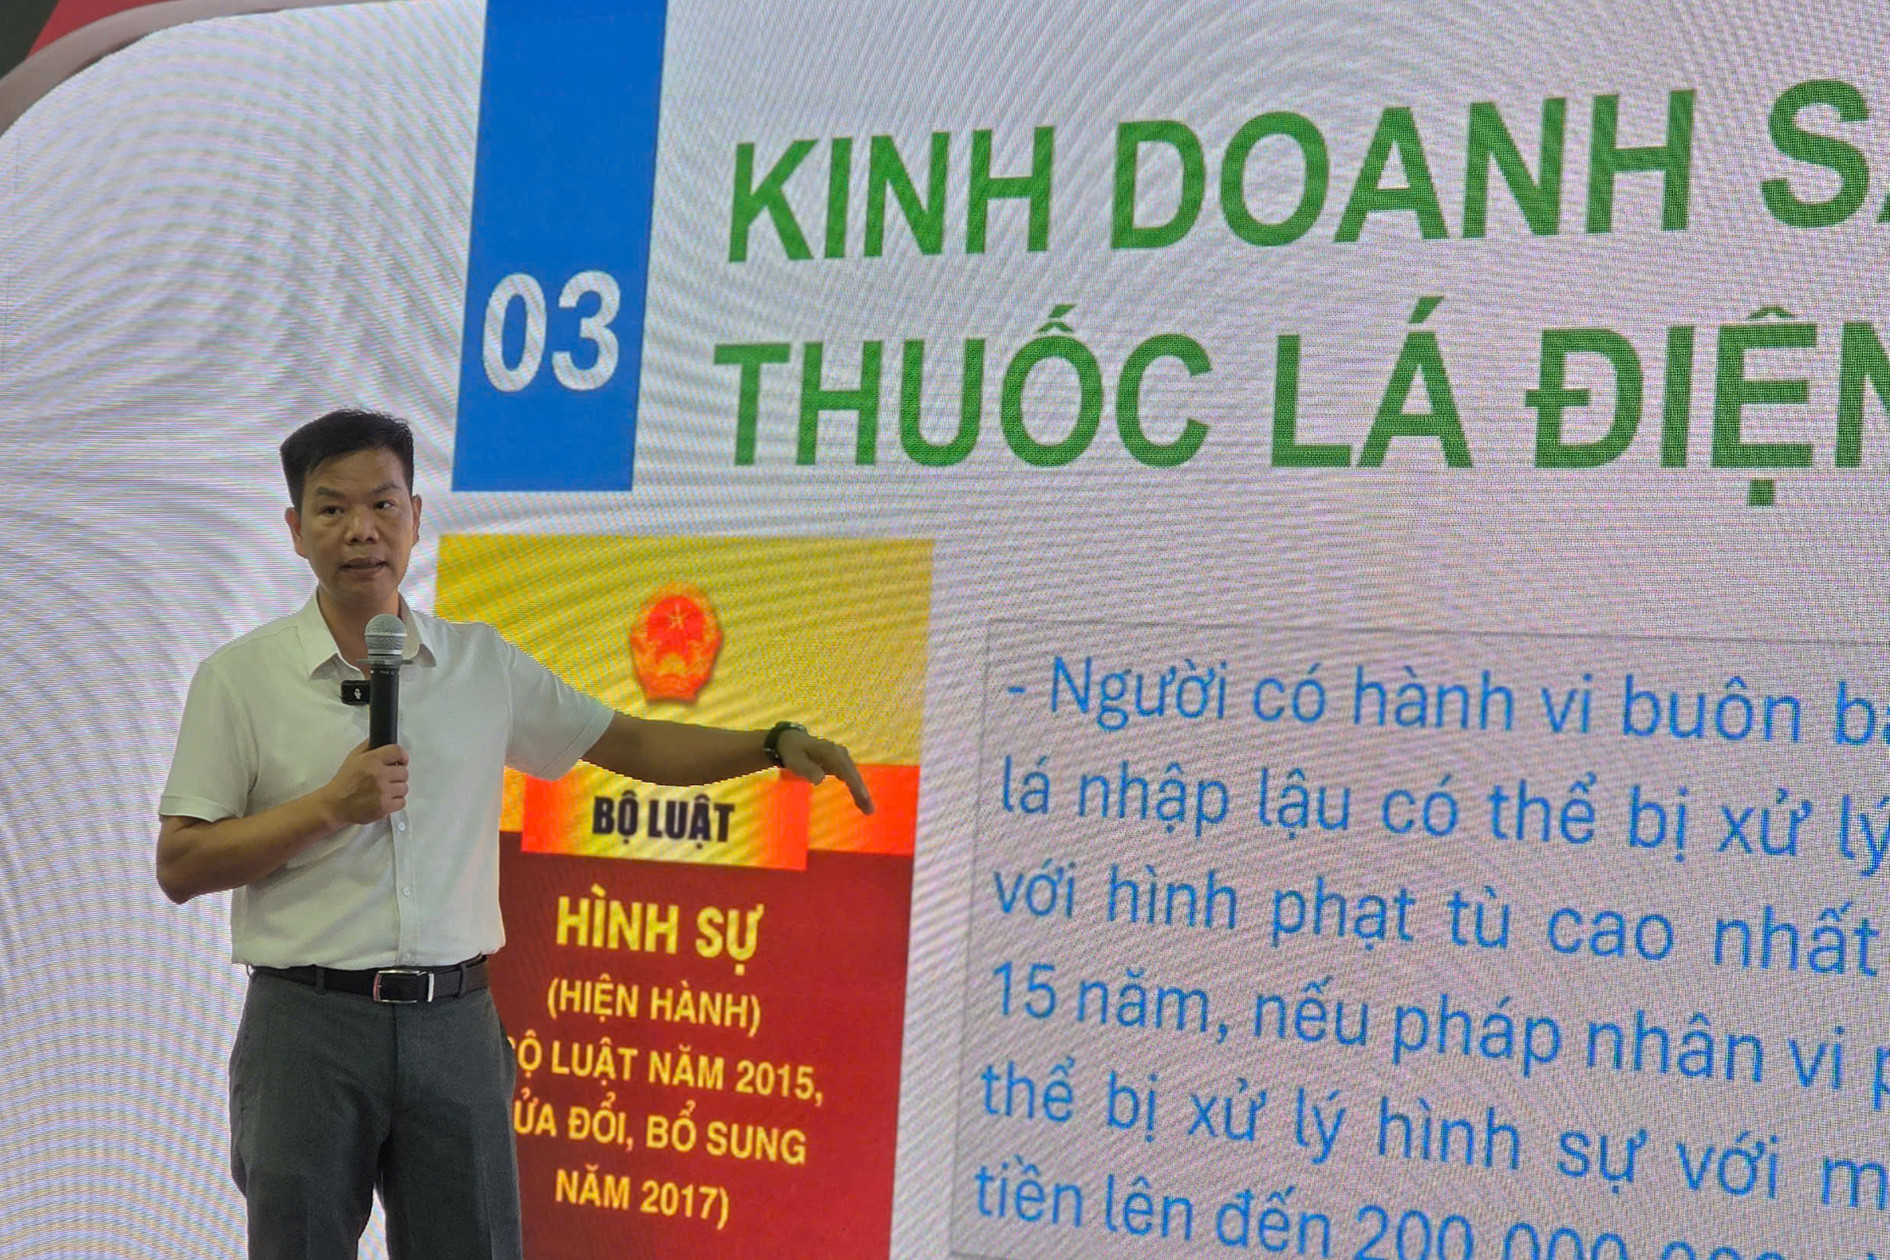 03
KINH DOANH
THUỐC LÁ
BỘ LUẬT
HÌNH SỰ
(HIỆN HÀNH)
LUẬT NĂM 2015,
ĐỔI, BỔ SUNG
NĂM 2017)
- Người có hành vi buôn
lá nhập lậu có thể bị xử lý
với hình phạt tù cao nhất
15 năm, nếu pháp nhân vi
thể bị xử lý hình sự với
tiền lên đến